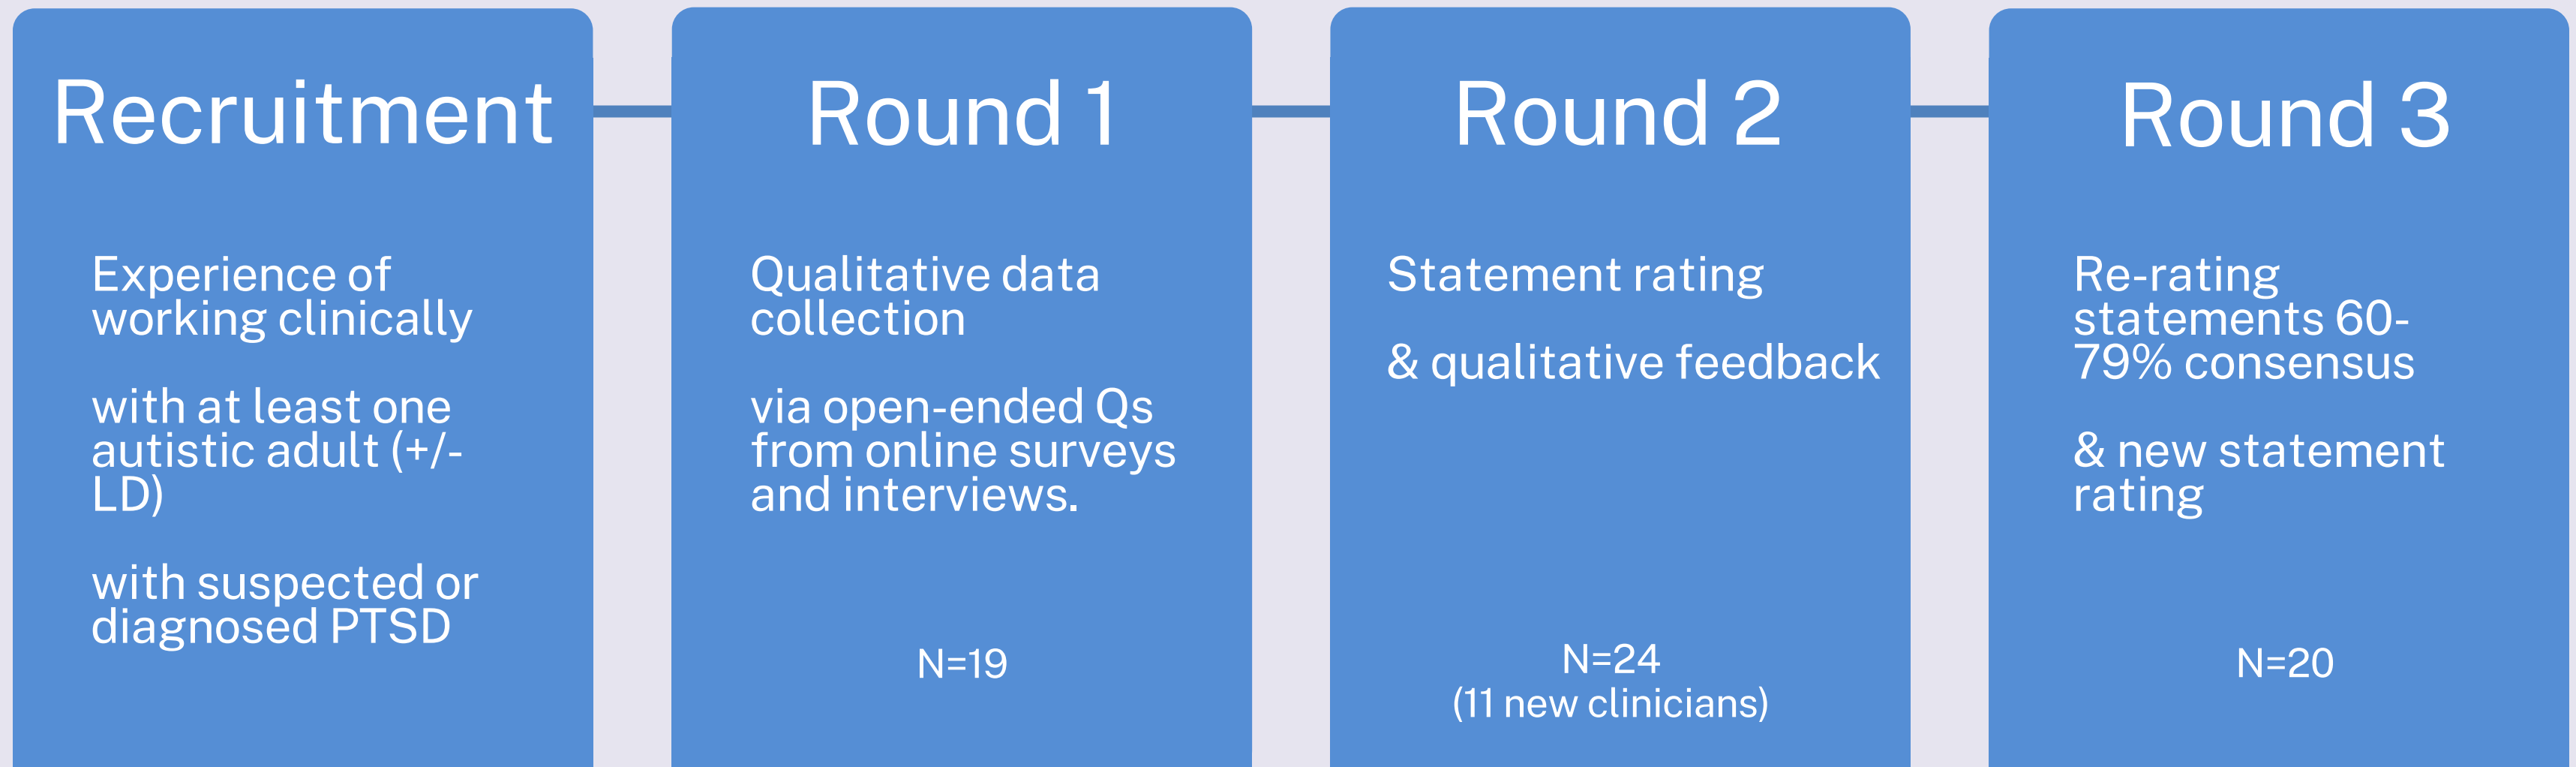 Recruitment
Experience of
working clinically
with at least one
autistic adult (+/-
LD)
with suspected or
diagnosed PTSD
Round 1
Qualitative data
collection
via open-ended Qs
from online surveys
and interviews.
N=19
Round 2
Statement rating
& qualitative feedback
N=24
(11 new clinicians)
Round 3
Re-rating
statements 60-
79% consensus
& new statement
rating
N=20